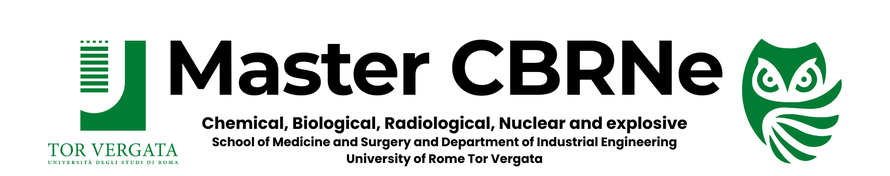 Master CBRNe
Chemical, Biological, Radiological, Nuclear and explosive
School of Medicine and Surgery and Department of Industrial Engineering
University of Rome Tor Vergata
TOR VERGATA
UNIVERSITÀ DEGLI STUDI DI ROMA